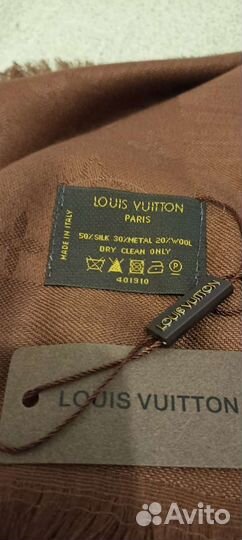 LOUIS VUITTON
PARIS
MADE IN ITALY
50%SILK 30%METAL 20%WOOL
DRY CLEAN ONLY
401910
LOUIS VUITTON
LOUIS VUITTON
Avito